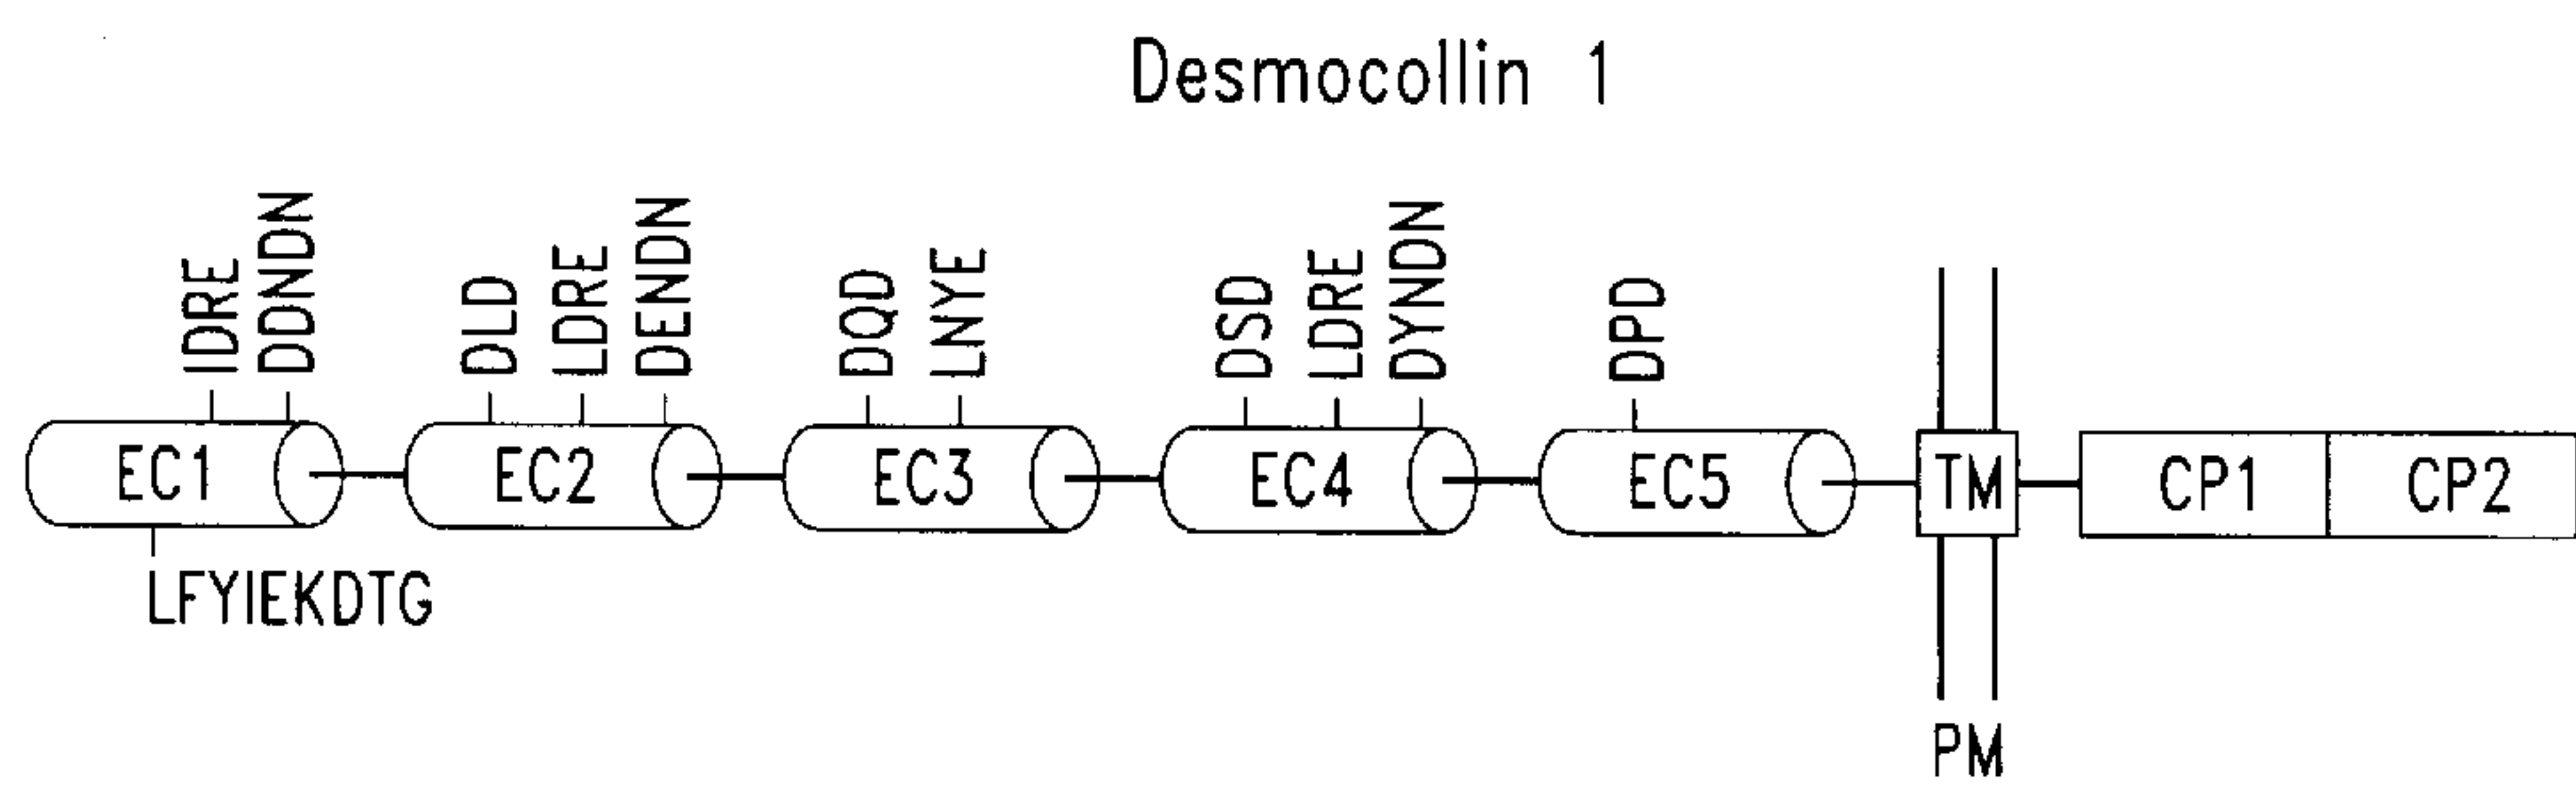 Desmocollin 1
IDRE
DDNDN
DLD
LDRE
DENDN
DQD
LNYE
DSD
LDRE
DYNDN
DPD
EC1
EC2
EC3
EC4
EC5
TM
CP1
CP2
LFYIEKDTG
PM